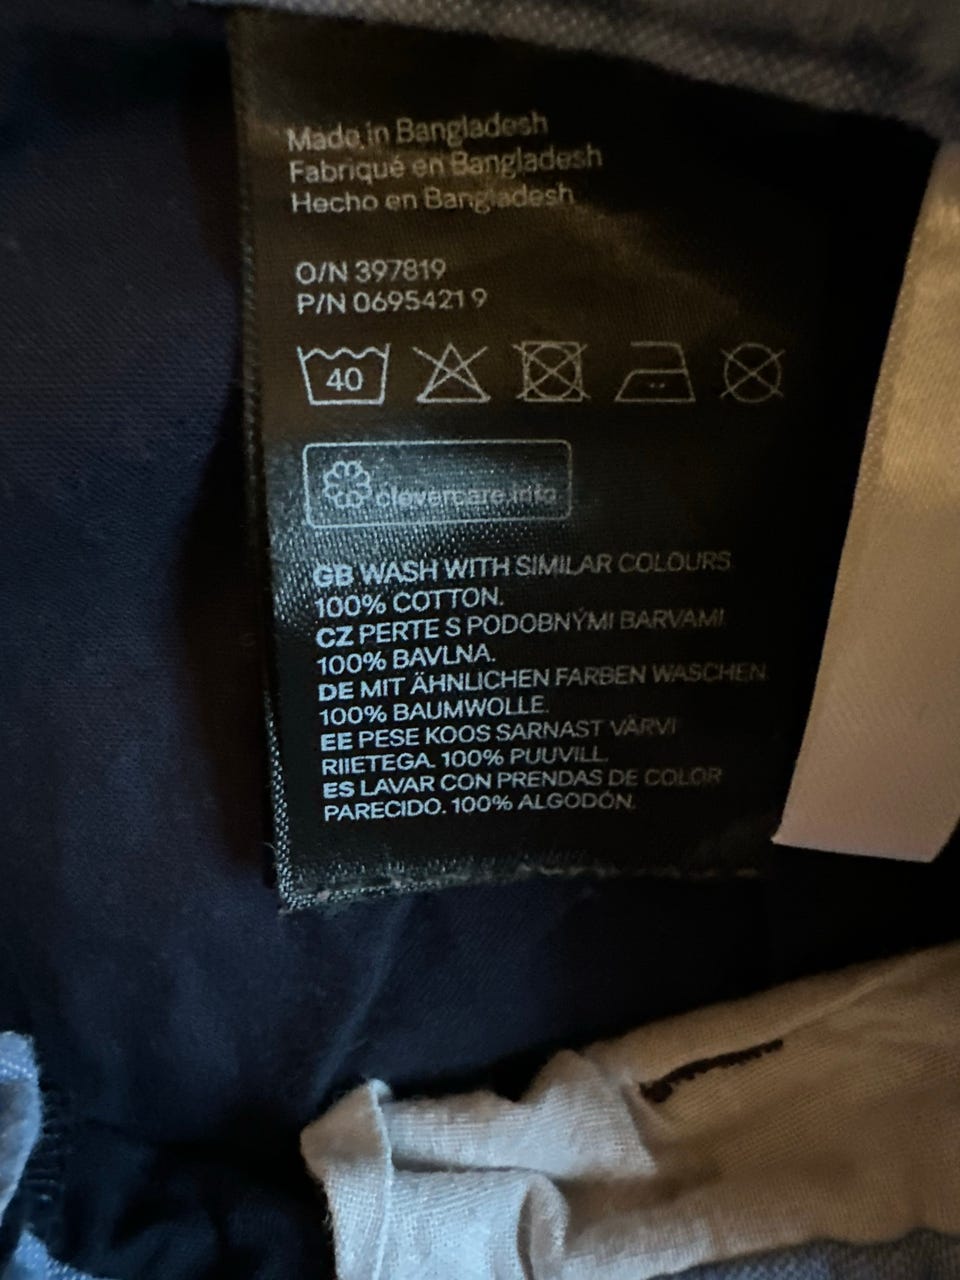 Made in Bangladesh
Fabriqué en Bangladesh
Hecho en Bangladesh
O/N 397819
P/N 0695421 9
40
clevercare.info
GB WASH WITH SIMILAR COLOURS
100% COTTON.
CZ PERTE S PODOBNÝMI BARVAMI
100% BAVLNA.
DE MIT ÄHNLICHEN FARBEN WASCHEN.
100% BAUMWOLLE.
EE PESE KOOS SARNAST VÄRVI
RIIETEGA. 100% PUUVILL.
ES LAVAR CON PRENDAS DE COLOR
PARECIDO. 100% ALGODÓN.